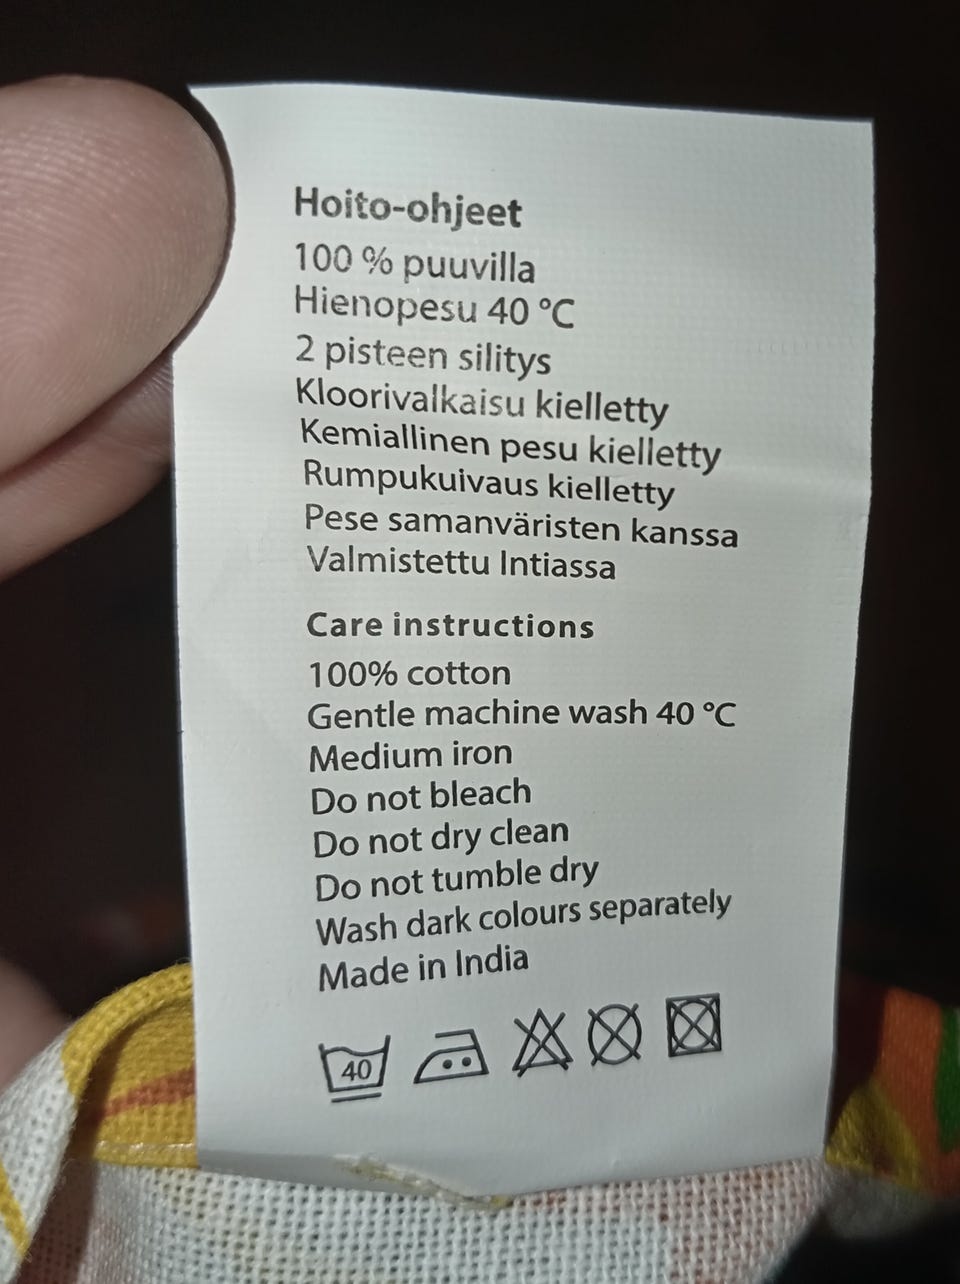 Hoito-ohjeet
100 % puuvilla
Hienopesu 40 °C
2 pisteen silitys
Kloorivalkaisu kielletty
Kemiallinen pesu kielletty
Rumpukuivaus kielletty
Pese samanväristen kanssa
Valmistettu Intiassa
Care instructions
100% cotton
Gentle machine wash 40 °C
Medium iron
Do not bleach
Do not dry clean
Do not tumble dry
Wash dark colours separately
Made in India
40